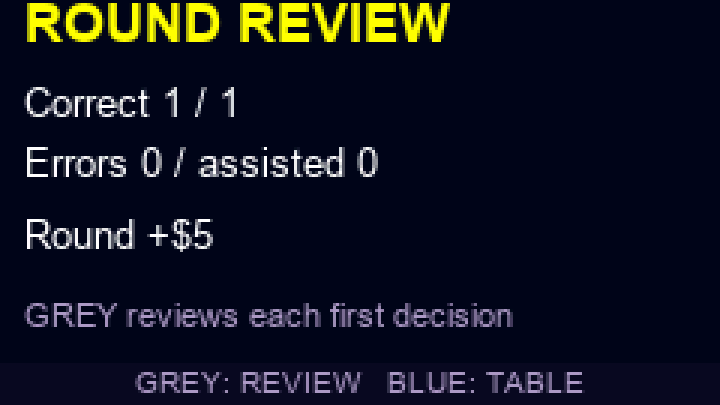 ROUND REVIEW
Correct 1 / 1
Errors 0 / assisted 0
Round +$5
GREY reviews each first decision
GREY: REVIEW BLUE: TABLE